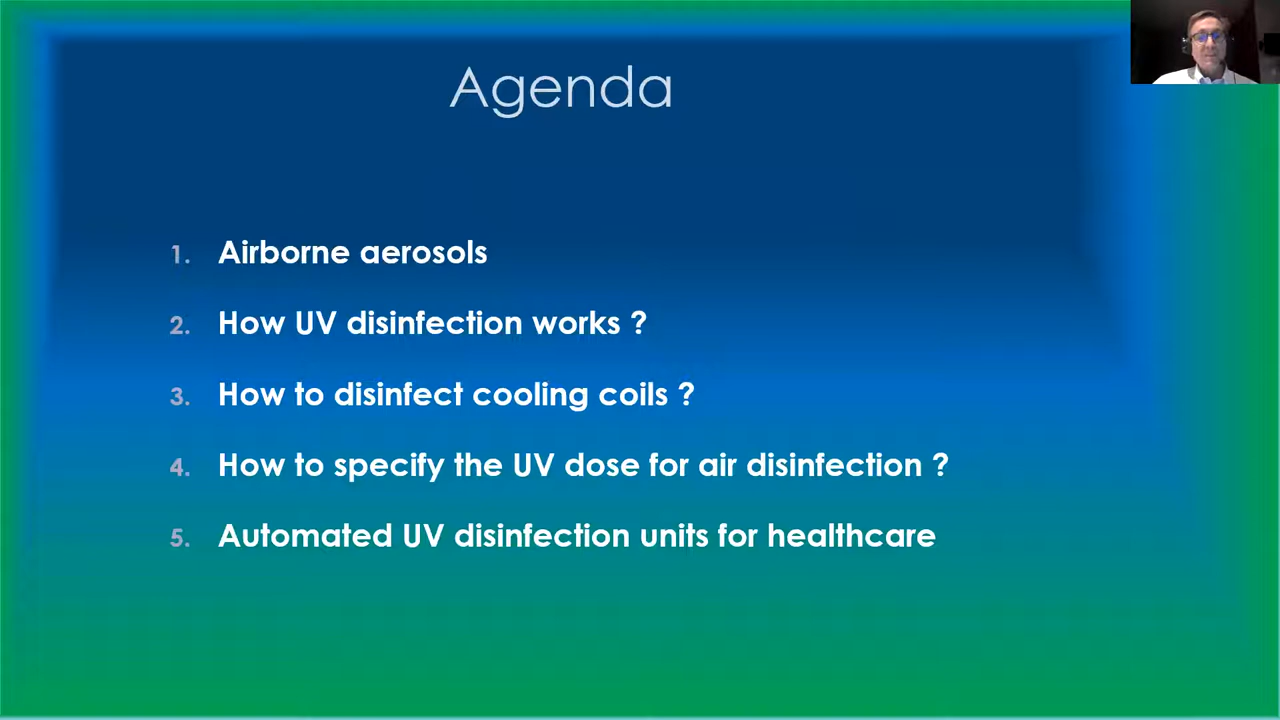 Agenda
1. Airborne aerosols
2. How UV disinfection works ?
3. How to disinfect cooling coils ?
4. How to specify the UV dose for air disinfection ?
5. Automated UV disinfection units for healthcare